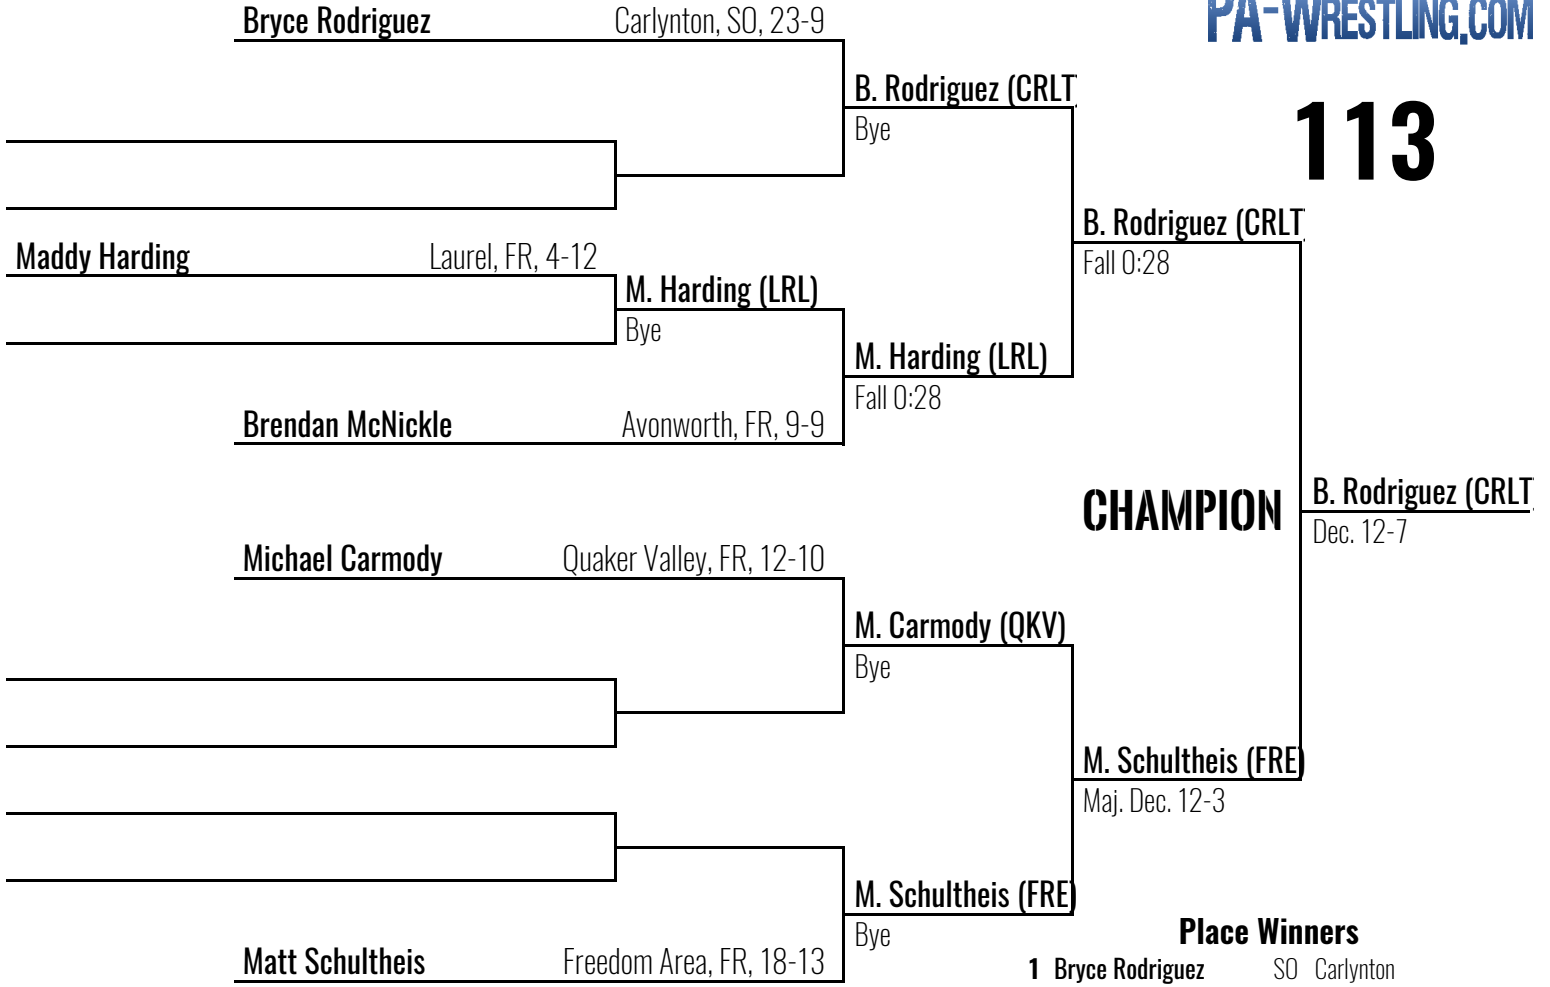 Bryce Rodriguez Carlynton, SO, 23-9
PA-WRESTLING.COM
B. Rodriguez (CRLT
Bye
113
B. Rodriguez (CRLT
Fall 0:28
Maddy Harding Laurel, FR, 4-12
M. Harding (LRL)
Bye
M. Harding (LRL)
Fall 0:28
Brendan McNickle Avonworth, FR, 9-9
CHAMPION
B. Rodriguez (CRLT
Dec. 12-7
Michael Carmody Quaker Valley, FR, 12-10
M. Carmody (QKV)
Bye
M. Schultheis (FRE)
Maj. Dec. 12-3
M. Schultheis (FRE)
Bye
Matt Schultheis Freedom Area, FR, 18-13
Place Winners
1 Bryce Rodriguez SO Carlynton